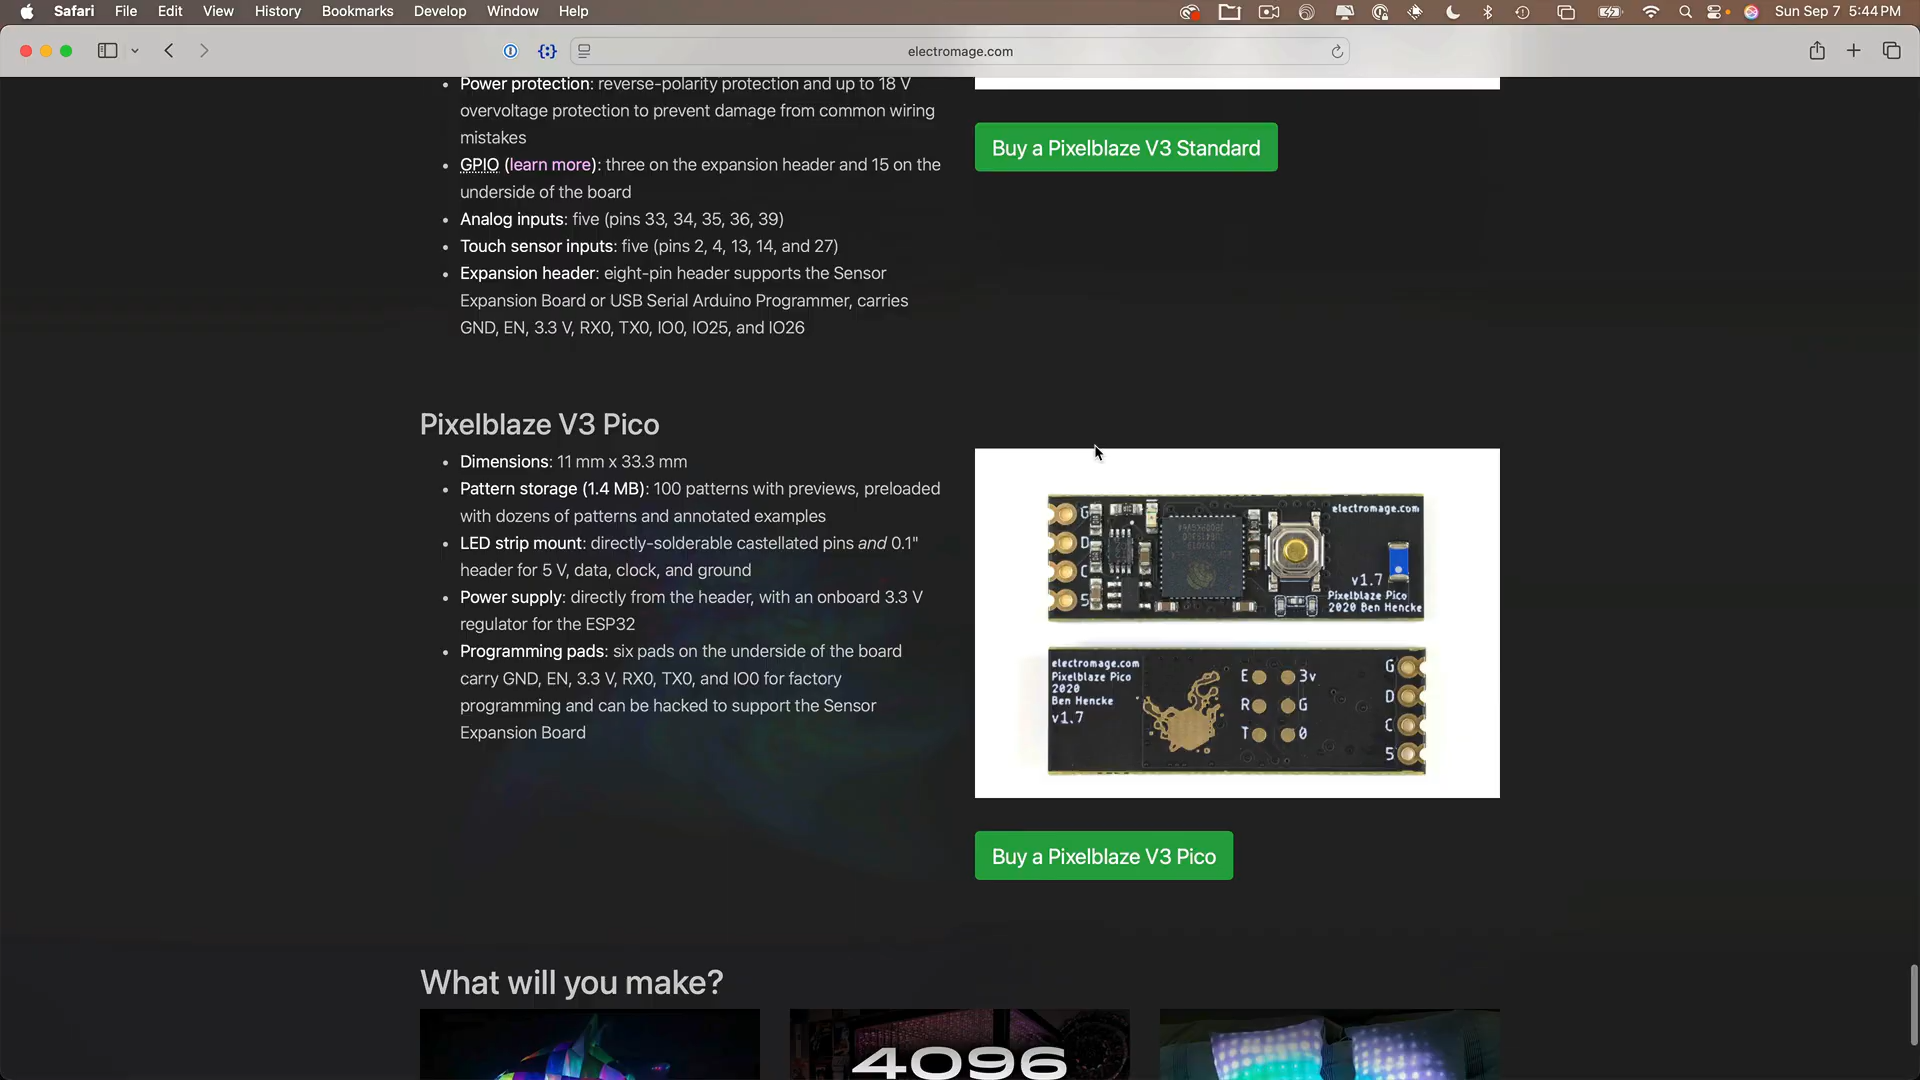 Safari File Edit View History Bookmarks Develop Window Help Sun Sep 7 5:44 PM
electromage.com
Power protection: reverse-polarity protection and up to 18 V
overvoltage protection to prevent damage from common wiring
mistakes
GPIO (learn more): three on the expansion header and 15 on the
underside of the board
Analog inputs: five (pins 33, 34, 35, 36, 39)
Touch sensor inputs: five (pins 2, 4, 13, 14, and 27)
Expansion header: eight-pin header supports the Sensor
Expansion Board or USB Serial Arduino Programmer, carries
GND, EN, 3.3 V, RX0, TX0, IO0, IO25, and IO26
Buy a Pixelblaze V3 Standard
Pixelblaze V3 Pico
Dimensions: 11 mm x 33.3 mm
Pattern storage (1.4 MB): 100 patterns with previews, preloaded
with dozens of patterns and annotated examples
LED strip mount: directly-solderable castellated pins and 0.1"
header for 5 V, data, clock, and ground
Power supply: directly from the header, with an onboard 3.3 V
regulator for the ESP32
Programming pads: six pads on the underside of the board
carry GND, EN, 3.3 V, RX0, TX0, and IO0 for factory
programming and can be hacked to support the Sensor
Expansion Board
G
D
C
5
electromage.com
v1.7
Pixelblaze Pico
2020 Ben Hencke
electromage.com
Pixelblaze Pico
2020
Ben Hencke
v1.7
E 3v
R G
T 0
G
D
C
5
Buy a Pixelblaze V3 Pico
What will you make?
4096